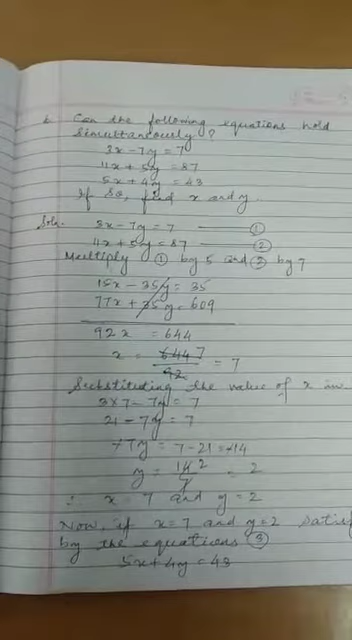 6. Can the following equations hold
simultaneously?
3x - 7y = 7
11x + 5y = 87
5x + 4y = 43
If so, find x and y.
Soln. 3x - 7y = 7 ——— ①
11x + 5y = 87 ——— ②
Multiply ① by 5 and ② by 7
15x - 35y = 35
77x + 35y = 609
92x = 644
x = 644 7 / 92 = 7
Substituting the value of x in
3x7 - 7y = 7
21 - 7y = 7
+7y = 7 - 21 = -14
y = 14 2 / 7 = 2
∴ x = 7 and y = 2
Now, if x = 7 and y = 2 satisf
by the equations ③
5x + 4y = 43